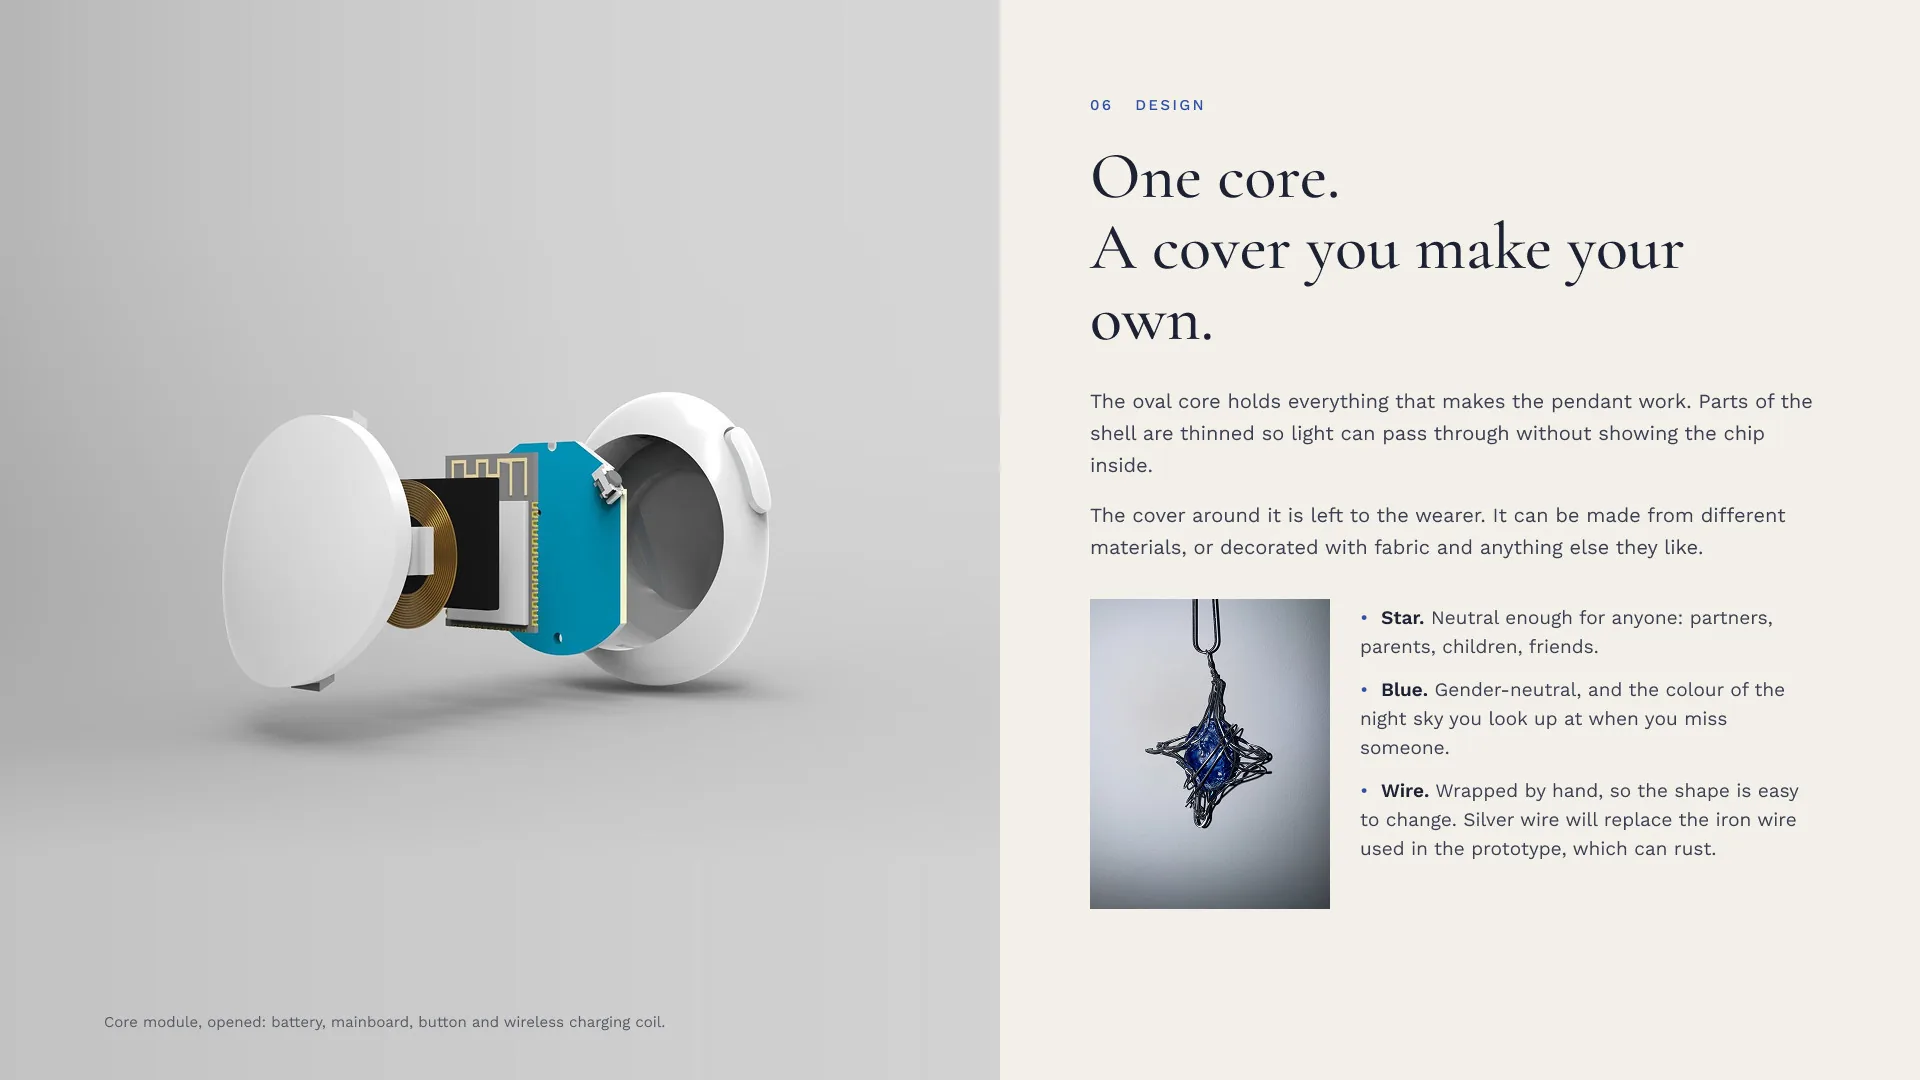 06 DESIGN
One core.
A cover you make your
own.
The oval core holds everything that makes the pendant work. Parts of the
shell are thinned so light can pass through without showing the chip
inside.
The cover around it is left to the wearer. It can be made from different
materials, or decorated with fabric and anything else they like.
• Star. Neutral enough for anyone: partners,
parents, children, friends.
• Blue. Gender-neutral, and the colour of the
night sky you look up at when you miss
someone.
• Wire. Wrapped by hand, so the shape is easy
to change. Silver wire will replace the iron wire
used in the prototype, which can rust.
Core module, opened: battery, mainboard, button and wireless charging coil.